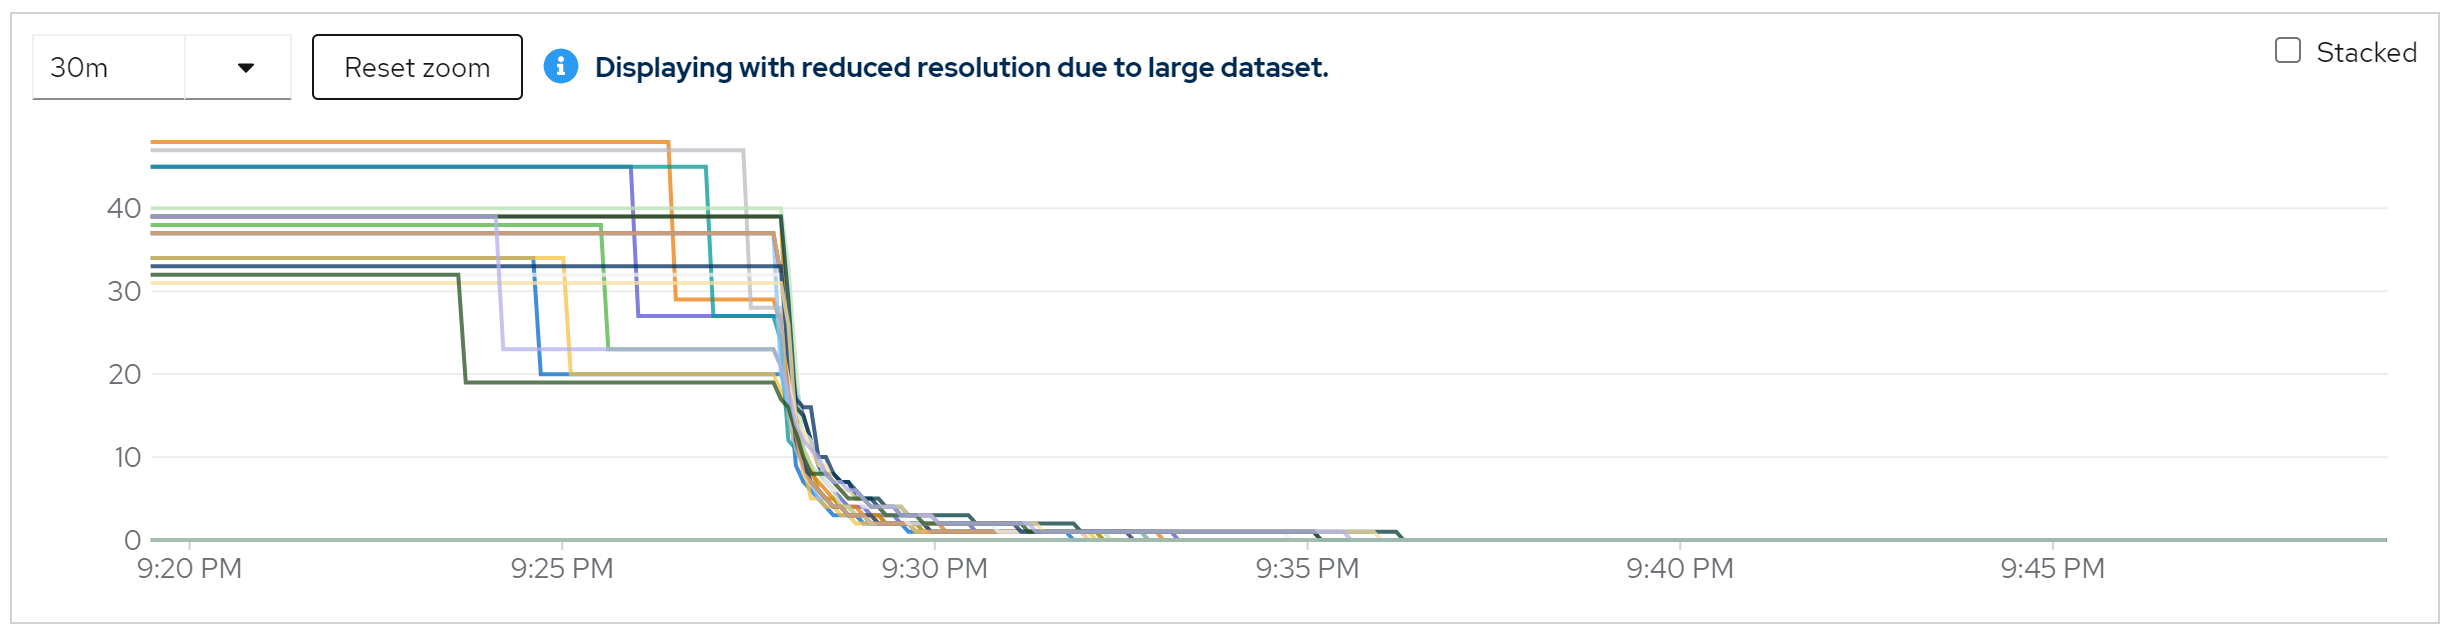 30m
Reset zoom
Displaying with reduced resolution due to large dataset.
Stacked
40
30
20
10
0
9:20 PM 9:25 PM 9:30 PM 9:35 PM 9:40 PM 9:45 PM